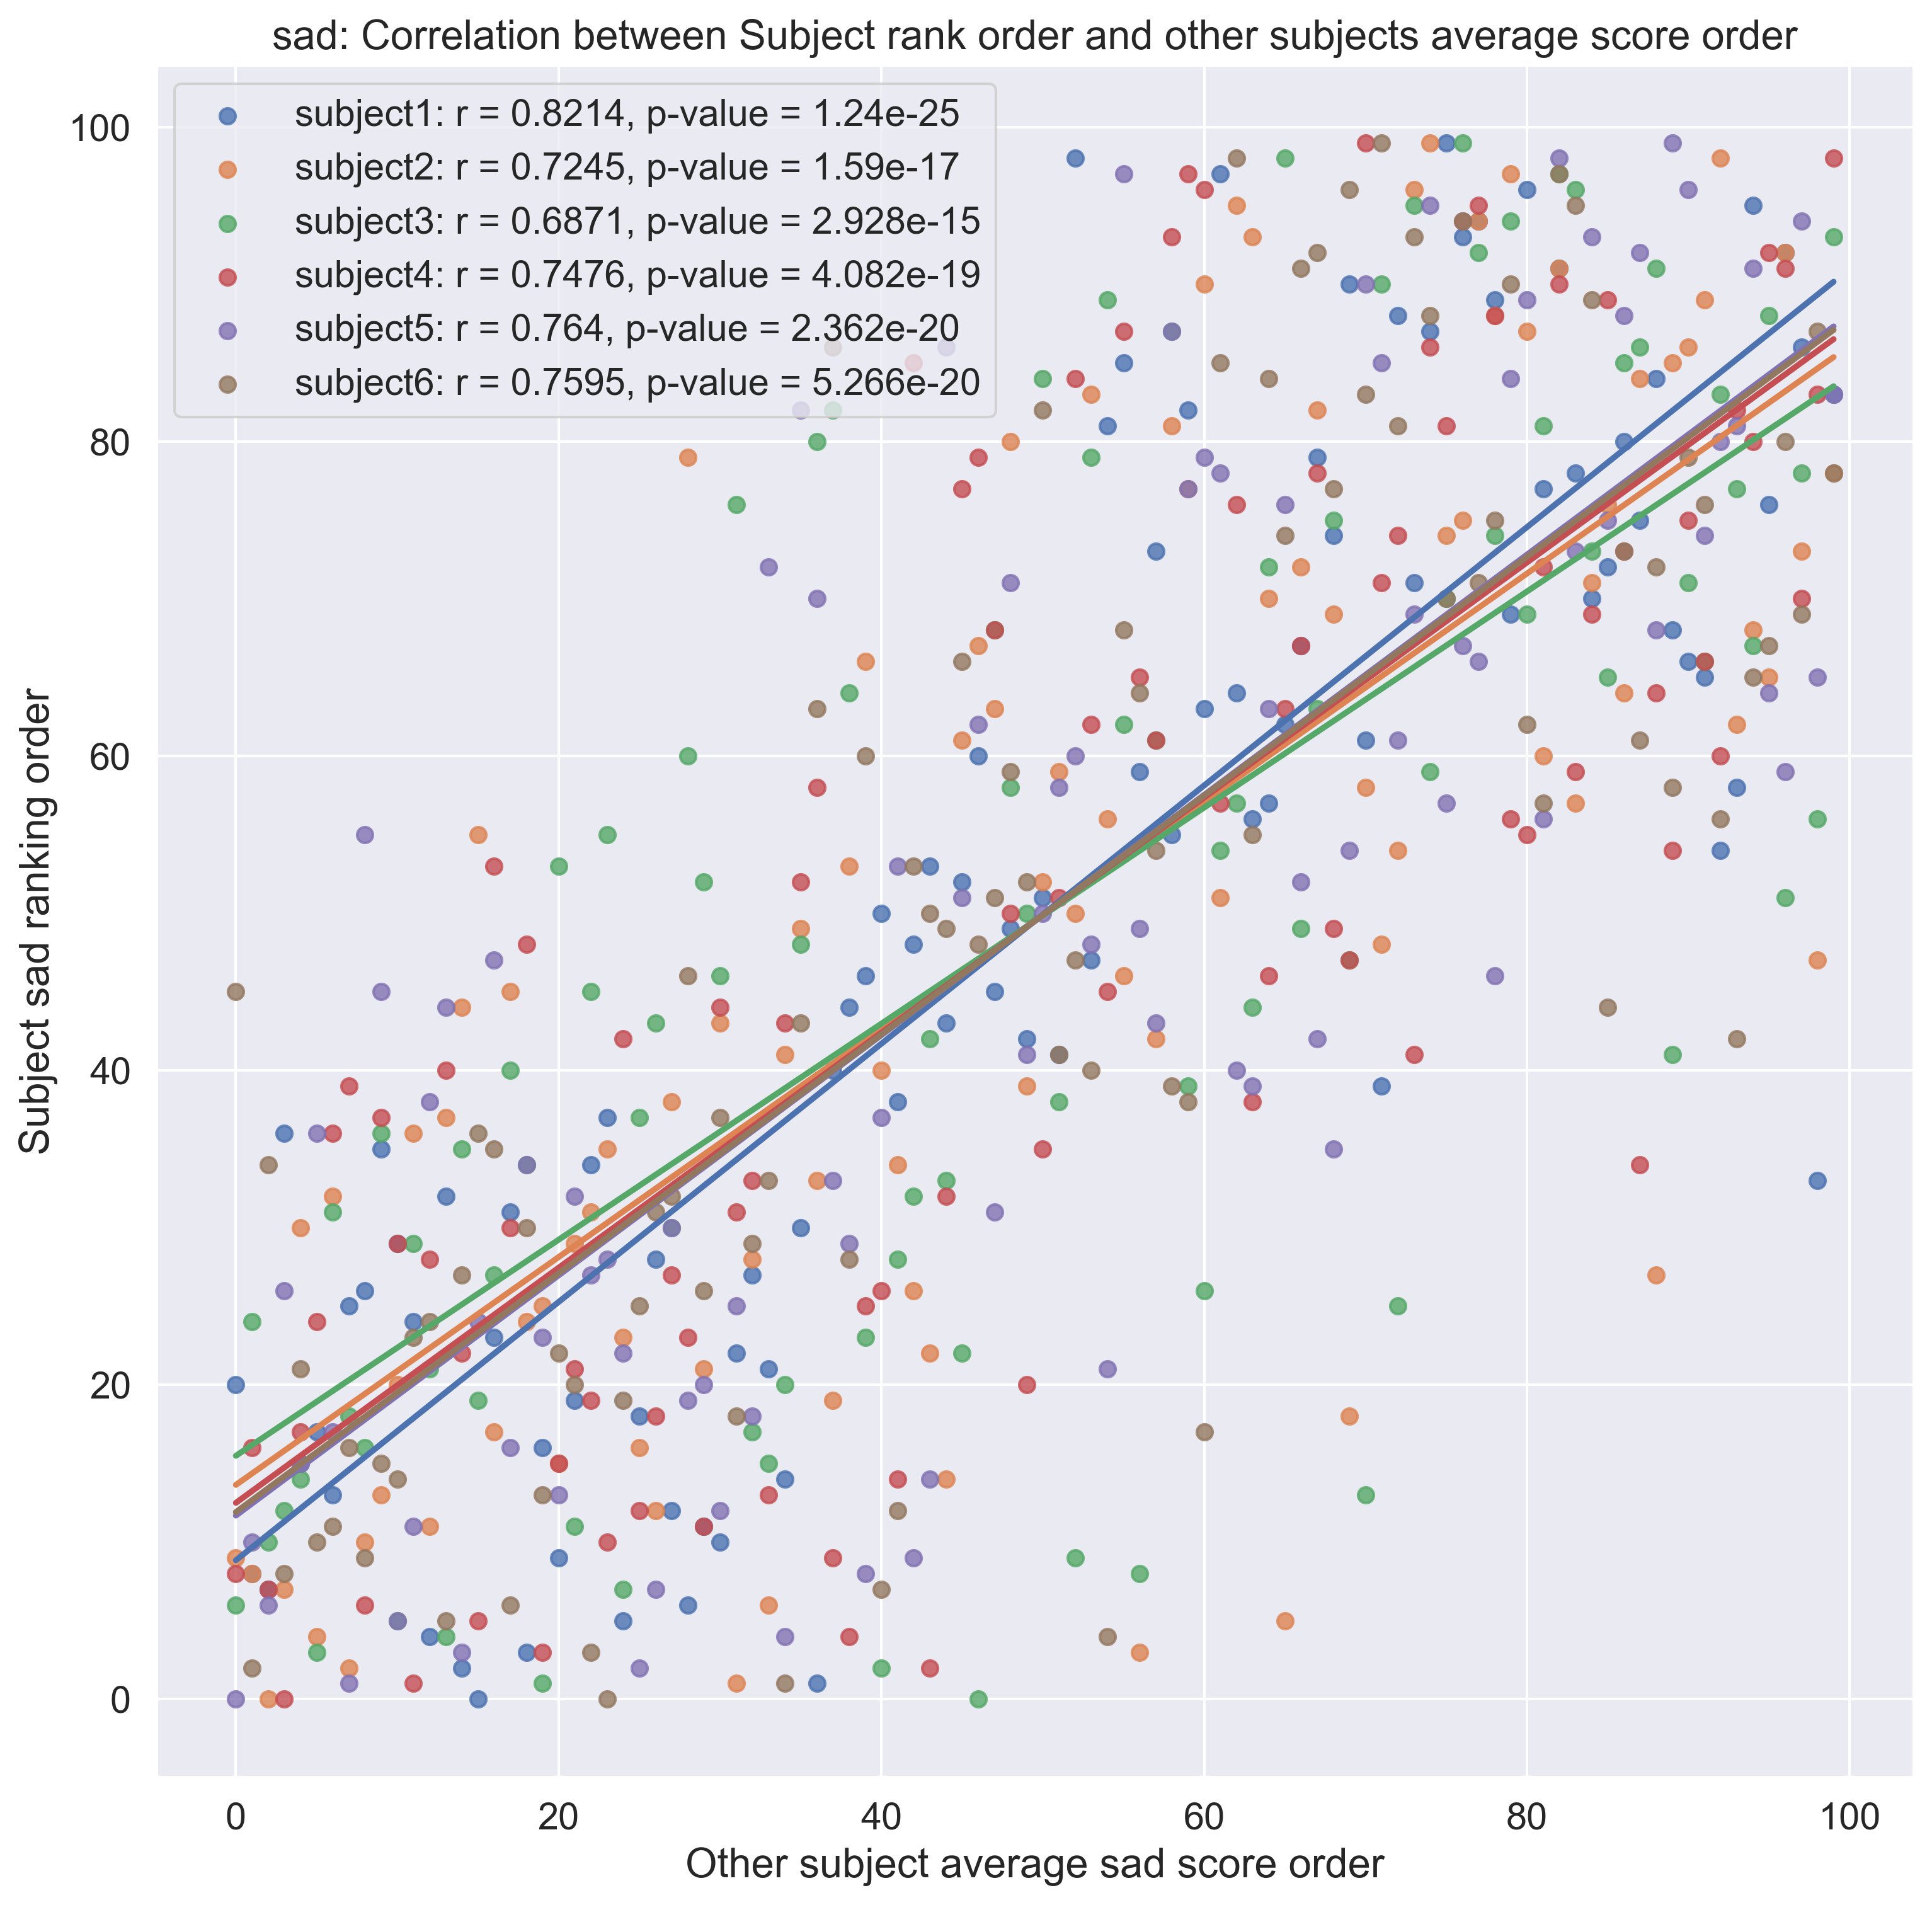 sad: Correlation between Subject rank order and other subjects average score order
subject1: r = 0.8214, p-value = 1.24e-25
subject2: r = 0.7245, p-value = 1.59e-17
subject3: r = 0.6871, p-value = 2.928e-15
subject4: r = 0.7476, p-value = 4.082e-19
subject5: r = 0.764, p-value = 2.362e-20
subject6: r = 0.7595, p-value = 5.266e-20
100
80
60
40
20
0
Subject sad ranking order
0 20 40 60 80 100
Other subject average sad score order